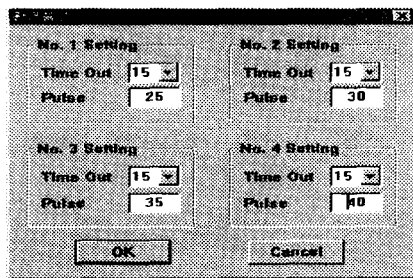 No. 1 Setting
Time Out 15
Pulse 25
No. 2 Setting
Time Out 15
Pulse 30
No. 3 Setting
Time Out 15
Pulse 35
No. 4 Setting
Time Out 15
Pulse 40
OK
Cancel